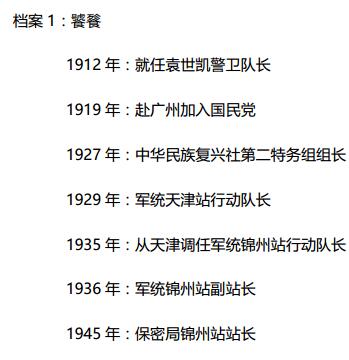 档案 1：饕餮
1912 年：就任袁世凯警卫队长
1919 年：赴广州加入国民党
1927 年：中华民族复兴社第二特务组组长
1929 年：军统天津站行动队长
1935 年：从天津调任军统锦州站行动队长
1936 年：军统锦州站副站长
1945 年：保密局锦州站站长